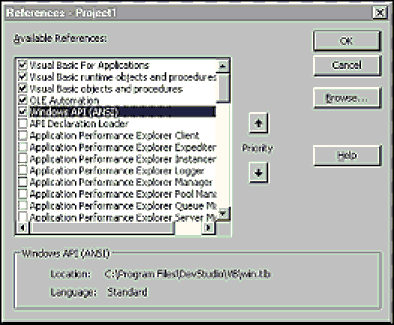 References - Project1
Available References:
Visual Basic For Applications
Visual Basic runtime objects and procedures
Visual Basic objects and procedures
OLE Automation
Windows API (ANSI)
API Declaration Loader
Application Performance Explorer Client
Application Performance Explorer Expediter
Application Performance Explorer Instancer
Application Performance Explorer Logger
Application Performance Explorer Manager
Application Performance Explorer Pool Mana
Application Performance Explorer Queue M
Application Performance Explorer Server M
OK
Cancel
Browse...
Priority
Help
Windows API (ANSI)
Location: C:\Program Files\DevStudio\VB\win.tlb
Language: Standard